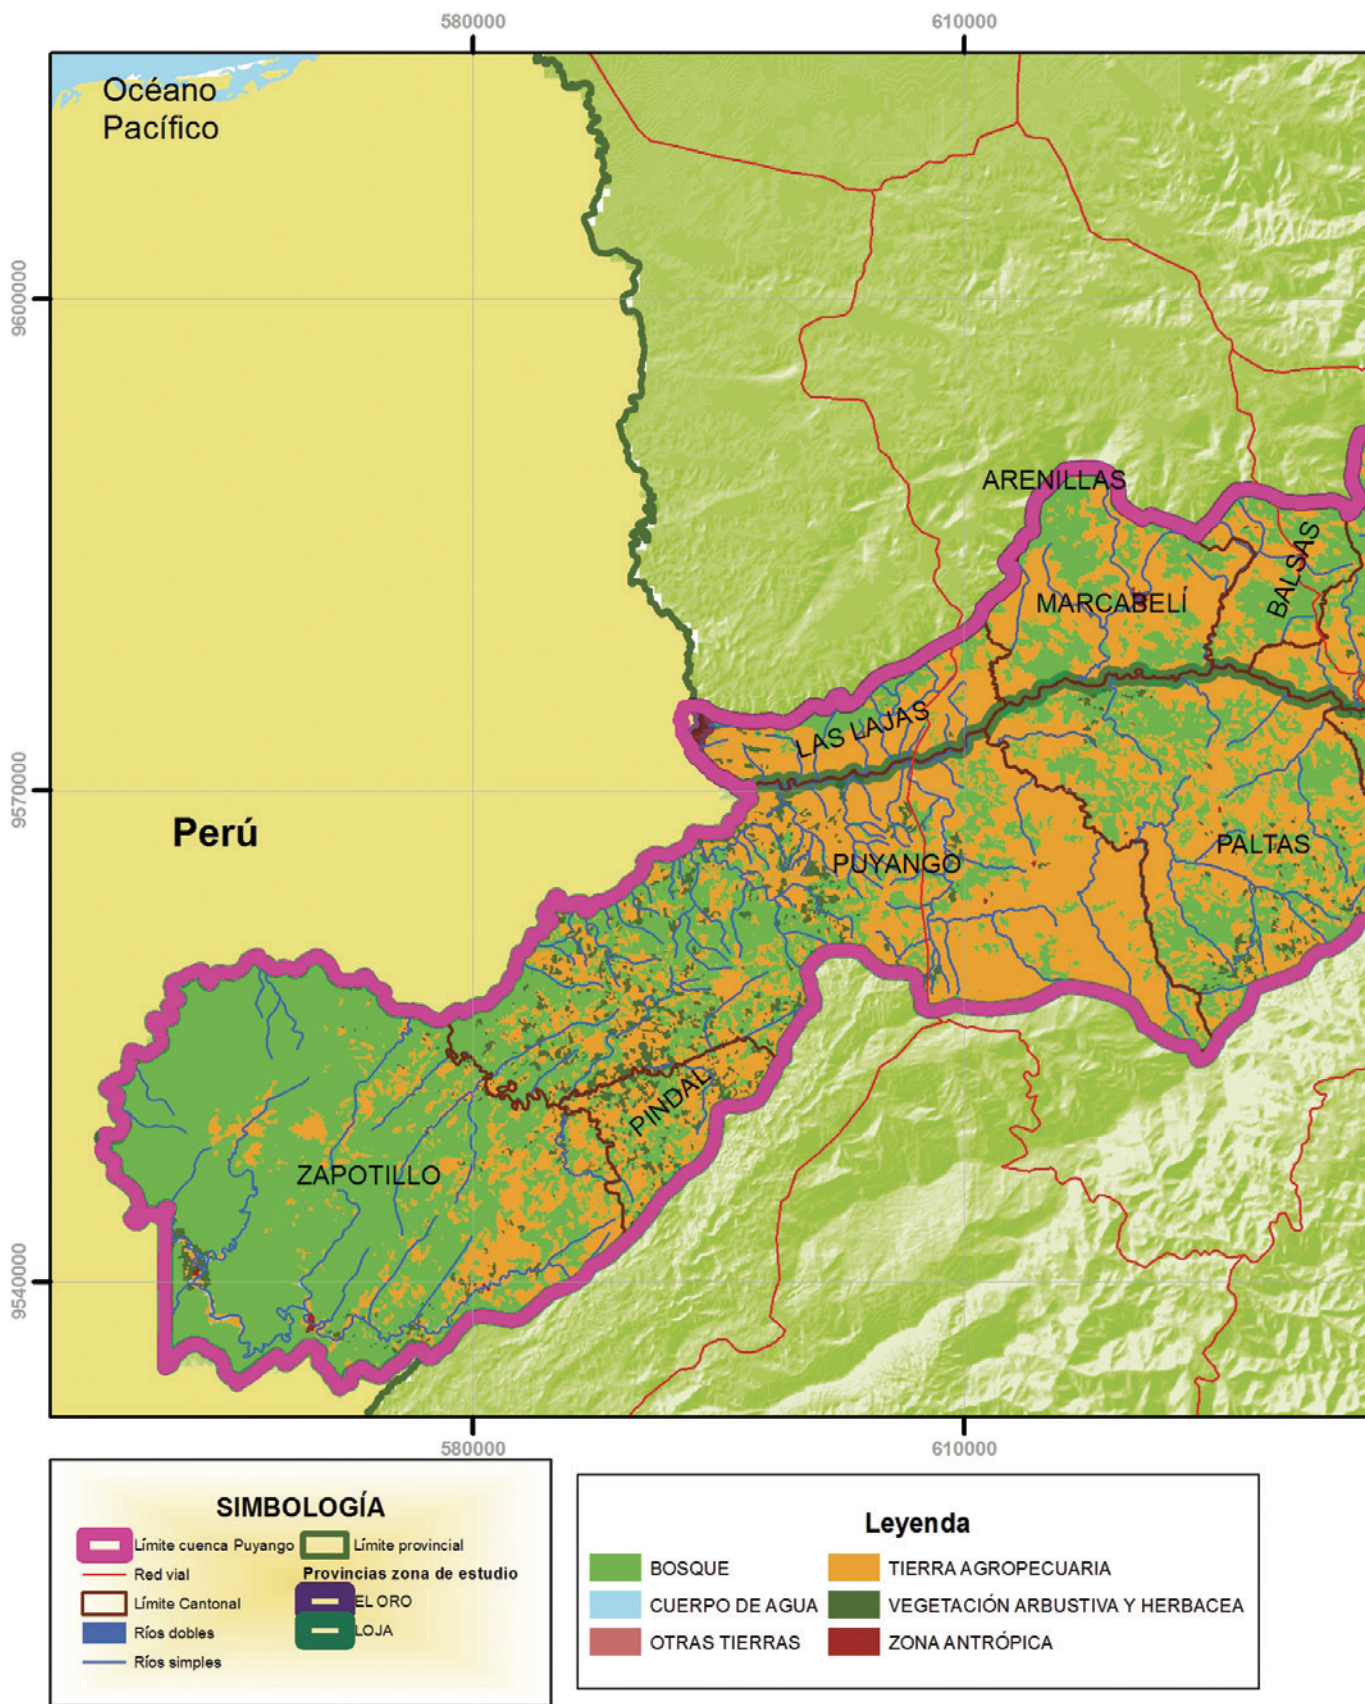 580000
610000
Océano
Pacífico
9600000
ARENILLAS
BALSAS
MARCABELÍ
LAS LAJAS
9570000
Perú
PALTAS
PUYANGO
PINDAL
ZAPOTILLO
9540000
580000
610000
SIMBOLOGÍA
Límite cuenca Puyango
Límite provincial
Red vial
Provincias zona de estudio
Límite Cantonal
EL ORO
Ríos dobles
LOJA
Ríos simples
Leyenda
BOSQUE
TIERRA AGROPECUARIA
CUERPO DE AGUA
VEGETACIÓN ARBUSTIVA Y HERBACEA
OTRAS TIERRAS
ZONA ANTRÓPICA